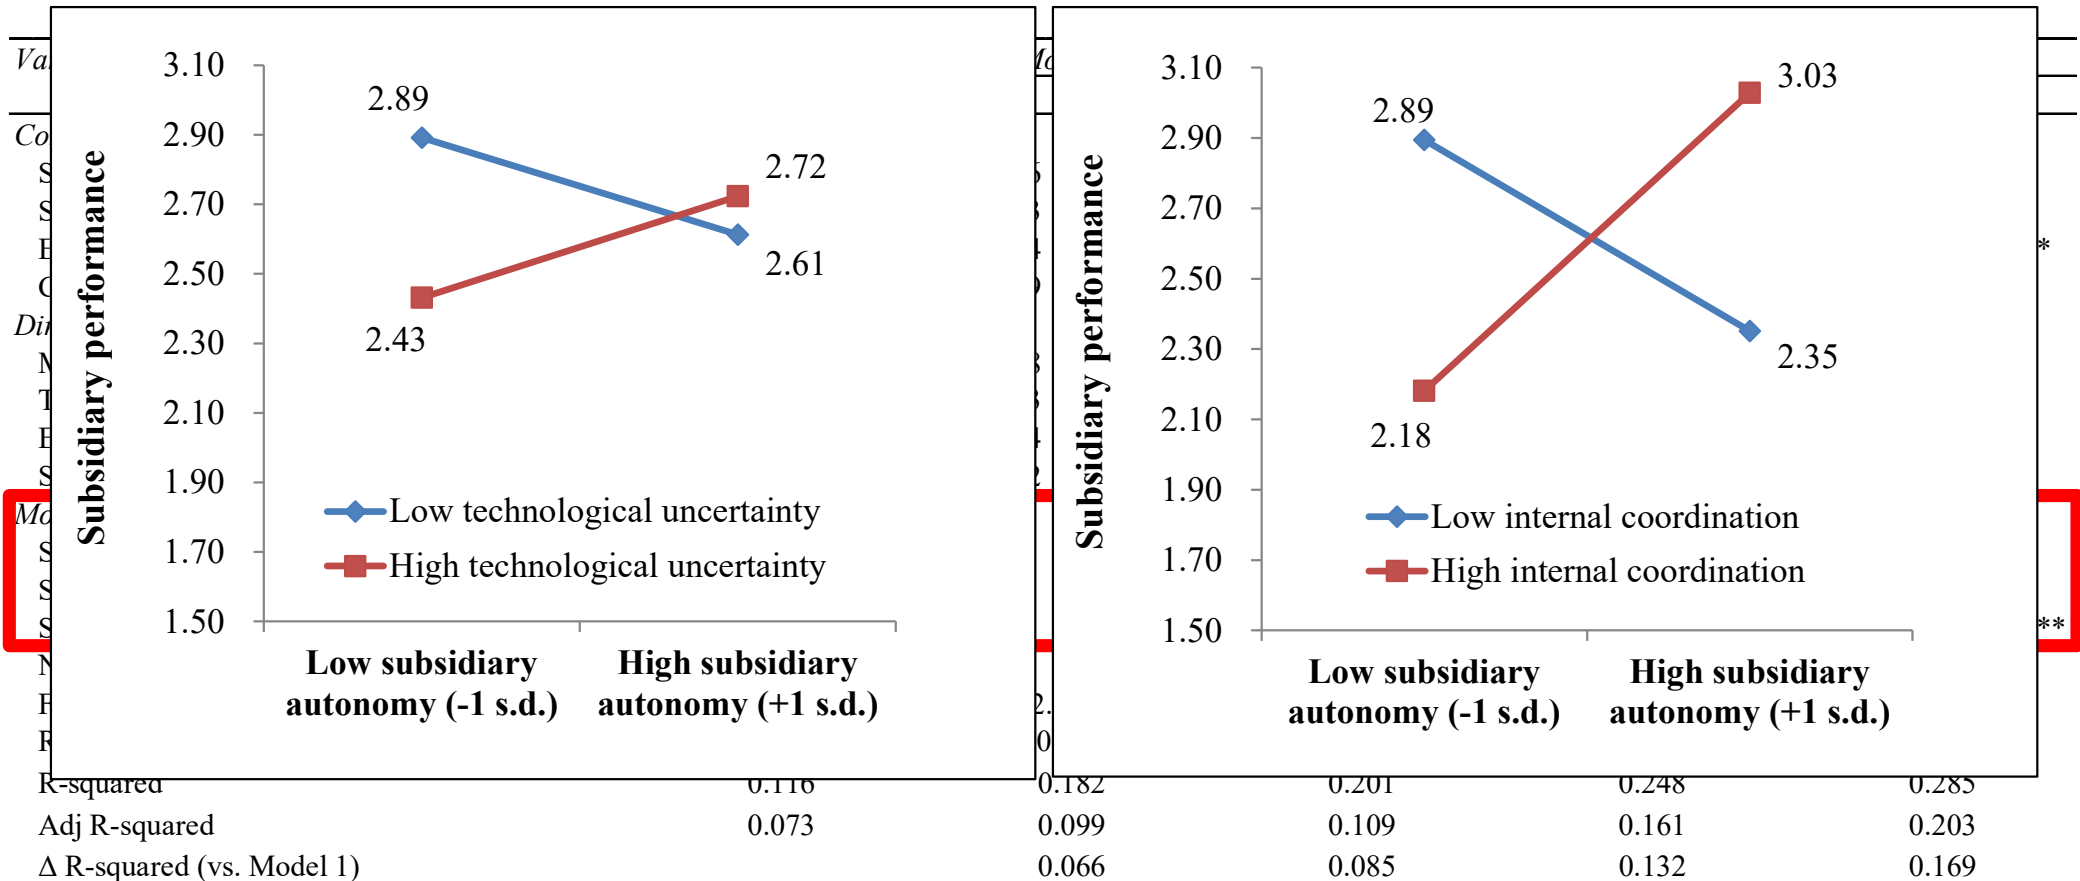 3.10
2.90
2.70
2.50
2.30
2.10
1.90
1.70
1.50
Subsidiary performance
2.89
2.43
2.72
2.61
Low technological uncertainty
High technological uncertainty
Low subsidiary
autonomy (-1 s.d.)
High subsidiary
autonomy (+1 s.d.)
3.10
2.90
2.70
2.50
2.30
2.10
1.90
1.70
1.50
Subsidiary performance
2.89
2.18
3.03
2.35
Low internal coordination
High internal coordination
Low subsidiary
autonomy (-1 s.d.)
High subsidiary
autonomy (+1 s.d.)
*
**
R-squared 0.116 0.182 0.201 0.248 0.285
Adj R-squared 0.073 0.099 0.109 0.161 0.203
Δ R-squared (vs. Model 1) 0.066 0.085 0.132 0.169